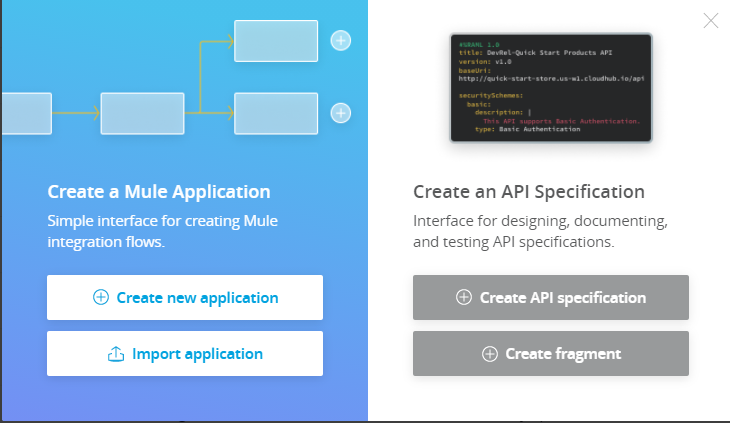 #%RAML 1.0
title: DevRel-Quick Start Products API
version: v1.0
baseUri:
http://quick-start-store.us-w1.cloudhub.io/api
securitySchemes:
basic:
description: |
This API supports Basic Authentication.
type: Basic Authentication
Create a Mule Application
Simple interface for creating Mule
integration flows.
Create new application
Import application
Create an API Specification
Interface for designing, documenting,
and testing API specifications.
Create API specification
Create fragment